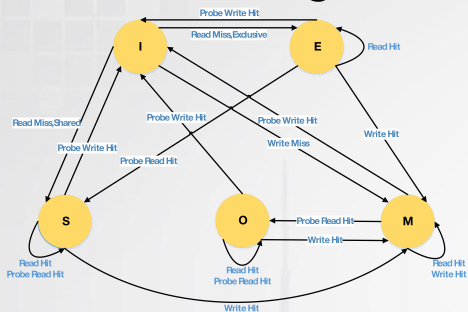 Probe Write Hit
I
E
Read Miss,Exclusive
Read Hit
Read Miss,Shared
Probe Write Hit
Probe Write Hit
Write Hit
Probe Write Hit
Write Miss
Probe Read Hit
S
O
M
Probe Read Hit
Write Hit
Read Hit
Probe Read Hit
Read Hit
Probe Read Hit
Read Hit
Write Hit
Write Hit